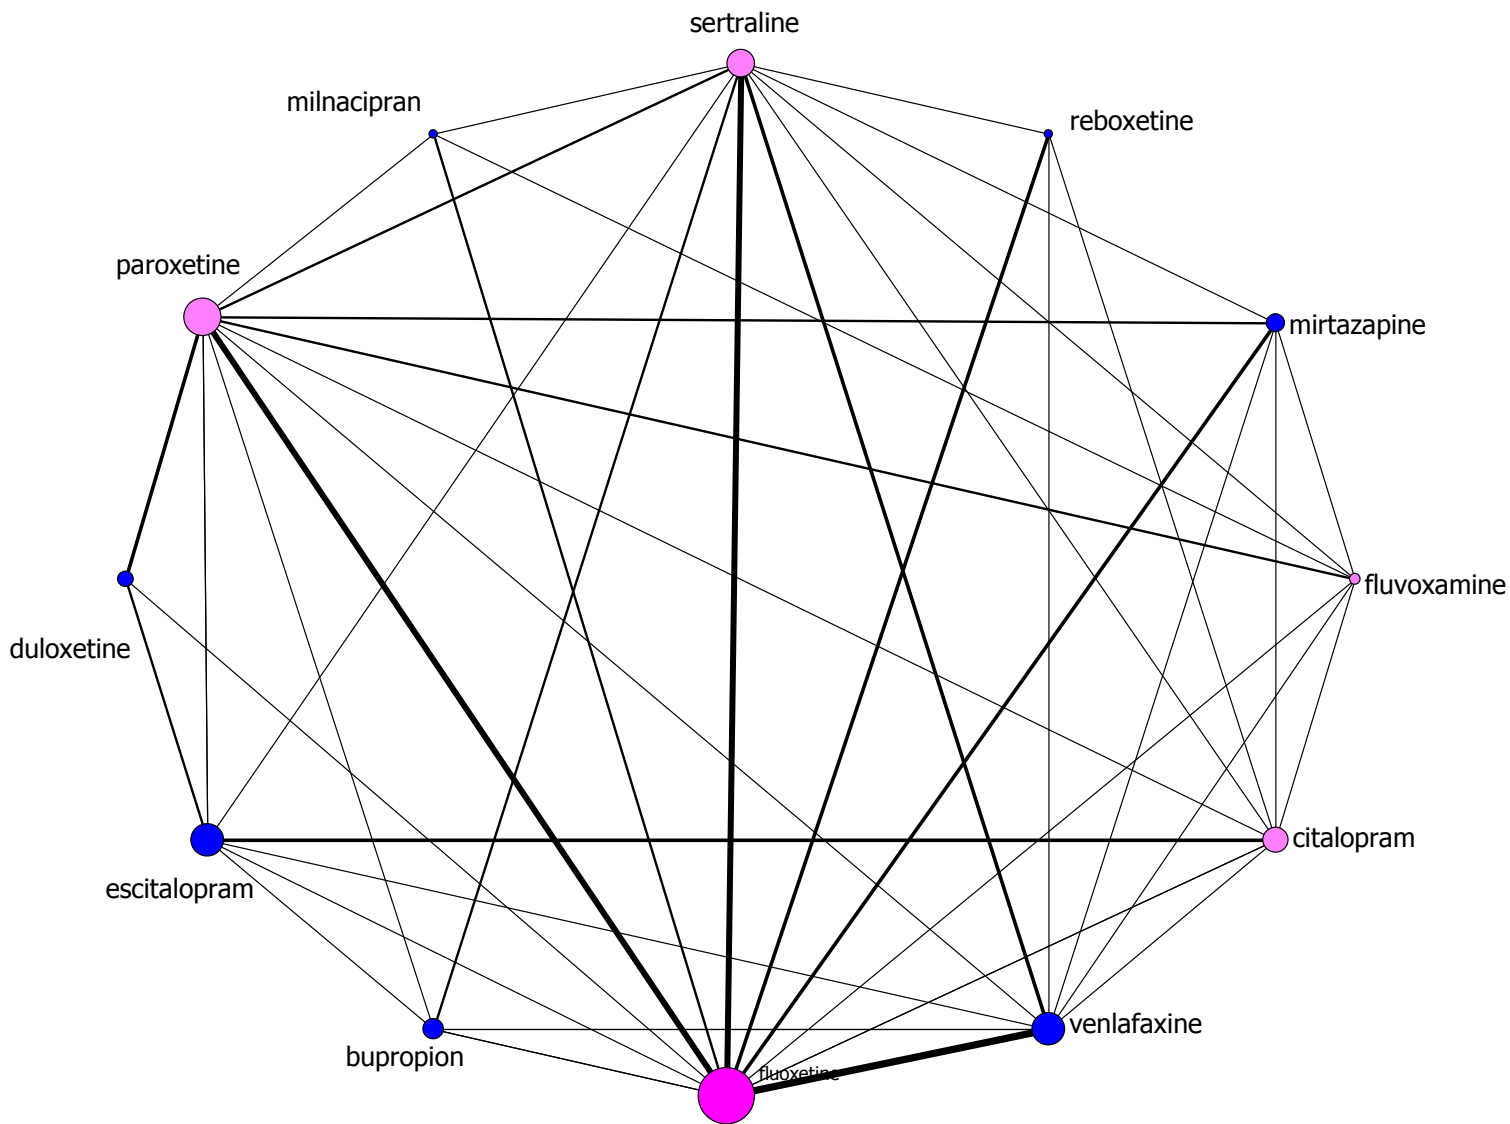 sertraline
milnacipran
reboxetine
paroxetine
mirtazapine
fluvoxamine
duloxetine
citalopram
escitalopram
venlafaxine
bupropion
fluoxetine